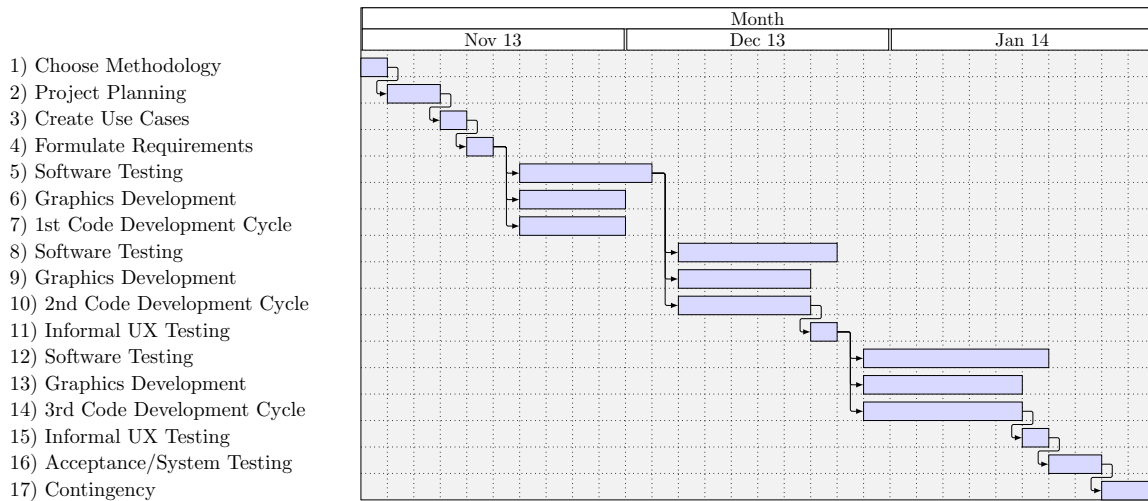 Month
Nov 13 Dec 13 Jan 14
1) Choose Methodology
2) Project Planning
3) Create Use Cases
4) Formulate Requirements
5) Software Testing
6) Graphics Development
7) 1st Code Development Cycle
8) Software Testing
9) Graphics Development
10) 2nd Code Development Cycle
11) Informal UX Testing
12) Software Testing
13) Graphics Development
14) 3rd Code Development Cycle
15) Informal UX Testing
16) Acceptance/System Testing
17) Contingency